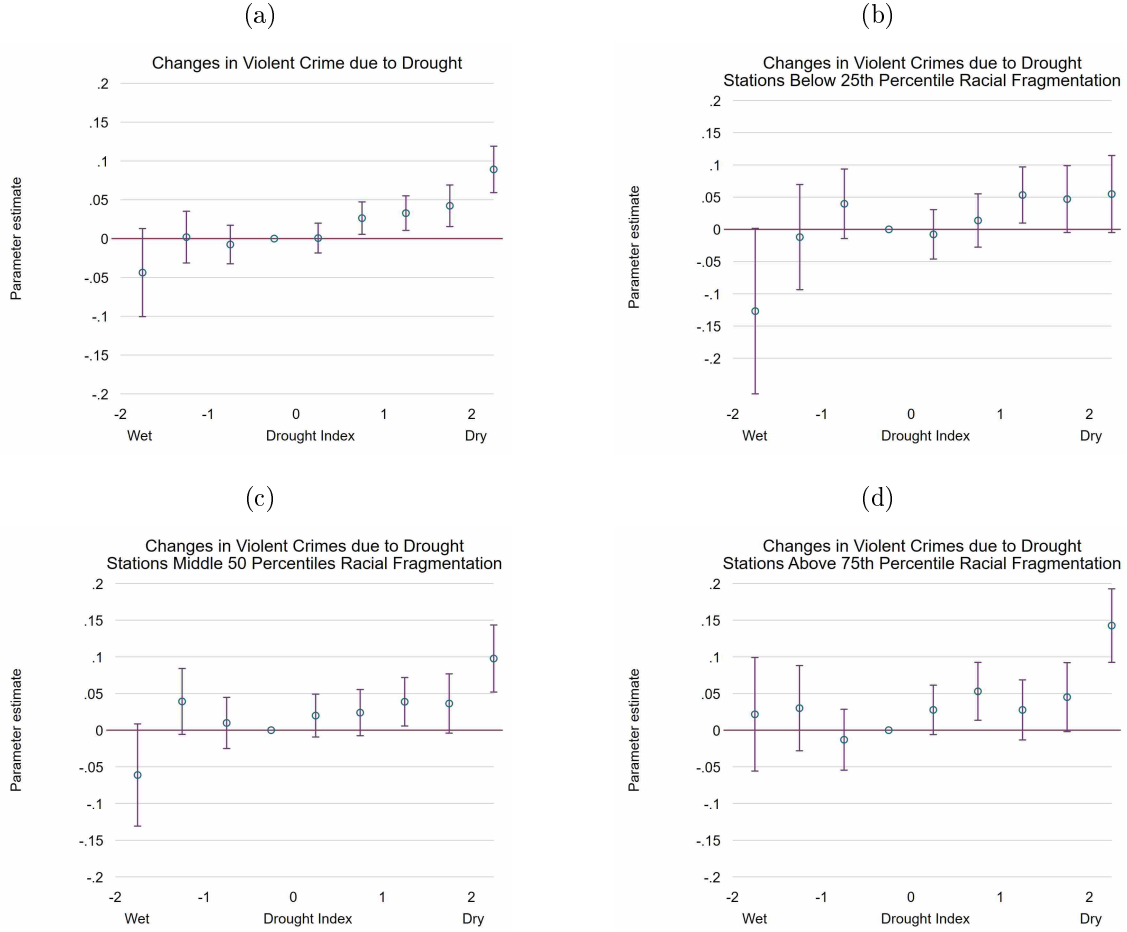 (a)
Changes in Violent Crime due to Drought
Parameter estimate
.2
.15
.1
.05
0
-.05
-.1
-.15
-.2
-2 -1 0 1 2
Wet Drought Index Dry
(b)
Changes in Violent Crimes due to Drought
Stations Below 25th Percentile Racial Fragmentation
Parameter estimate
.2
.15
.1
.05
0
-.05
-.1
-.15
-.2
-2 -1 0 1 2
Wet Drought Index Dry
(c)
Changes in Violent Crimes due to Drought
Stations Middle 50 Percentiles Racial Fragmentation
Parameter estimate
.2
.15
.1
.05
0
-.05
-.1
-.15
-.2
-2 -1 0 1 2
Wet Drought Index Dry
(d)
Changes in Violent Crimes due to Drought
Stations Above 75th Percentile Racial Fragmentation
Parameter estimate
.2
.15
.1
.05
0
-.05
-.1
-.15
-.2
-2 -1 0 1 2
Wet Drought Index Dry